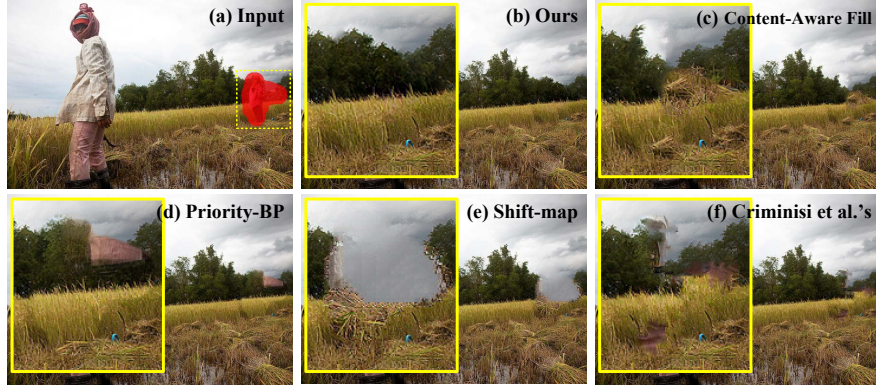 (a) Input
(b) Ours
(c) Content-Aware Fill
(d) Priority-BP
(e) Shift-map
(f) Criminisi et al.'s